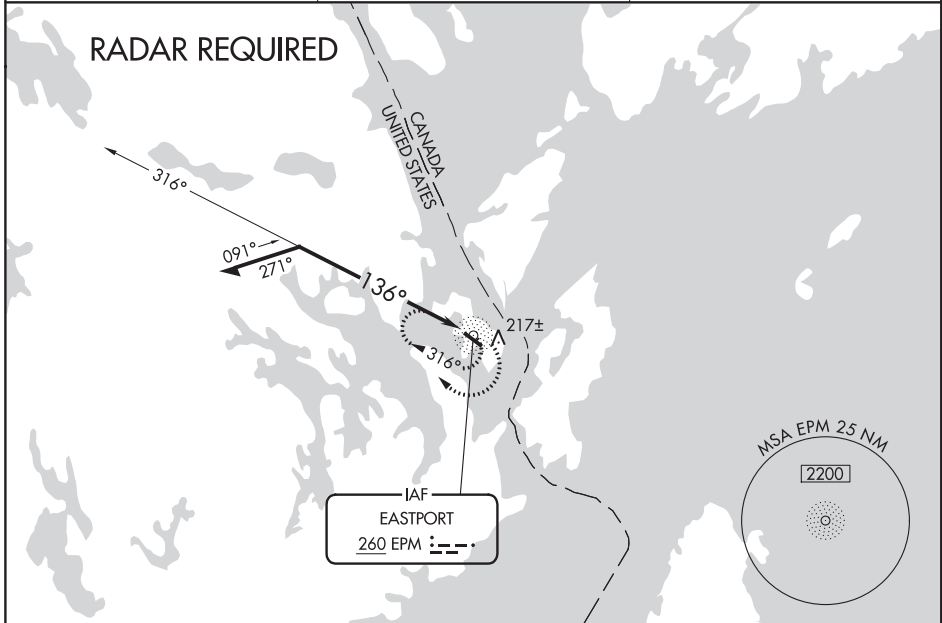 RADAR REQUIRED
CANADA
UNITED STATES
316°
091°
271°
136°
217±
316°
MSA EPM 25 NM
2200
IAF
EASTPORT
260 EPM